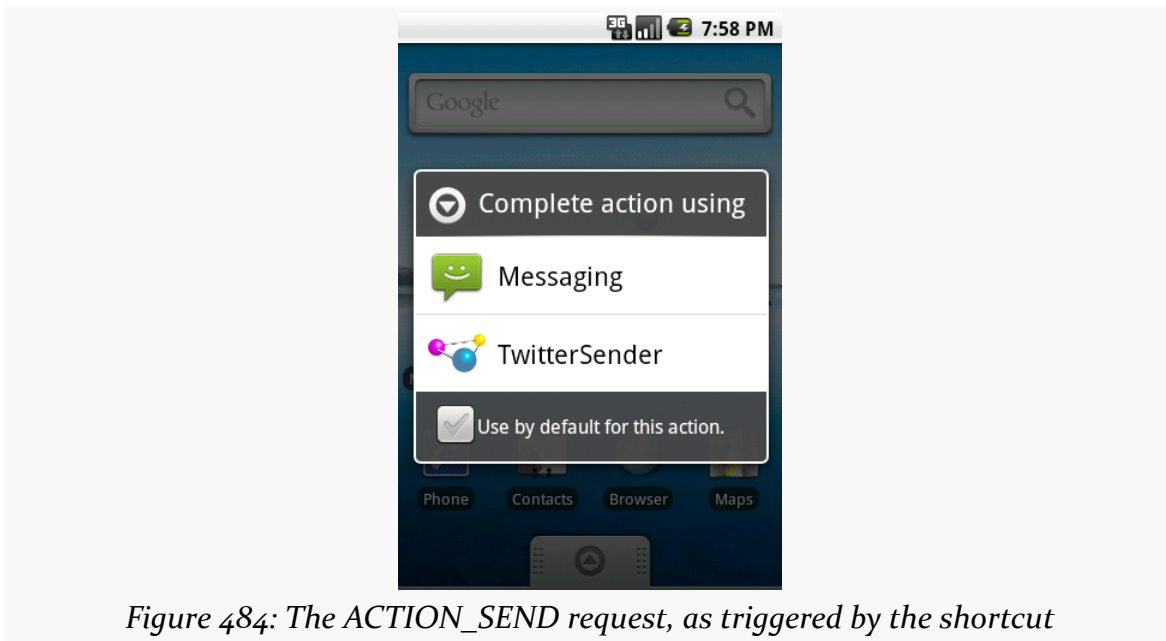 3G 7:58 PM
Google
Complete action using
Messaging
TwitterSender
Use by default for this action.
Phone Contacts Browser Maps
Figure 484: The ACTION_SEND request, as triggered by the shortcut